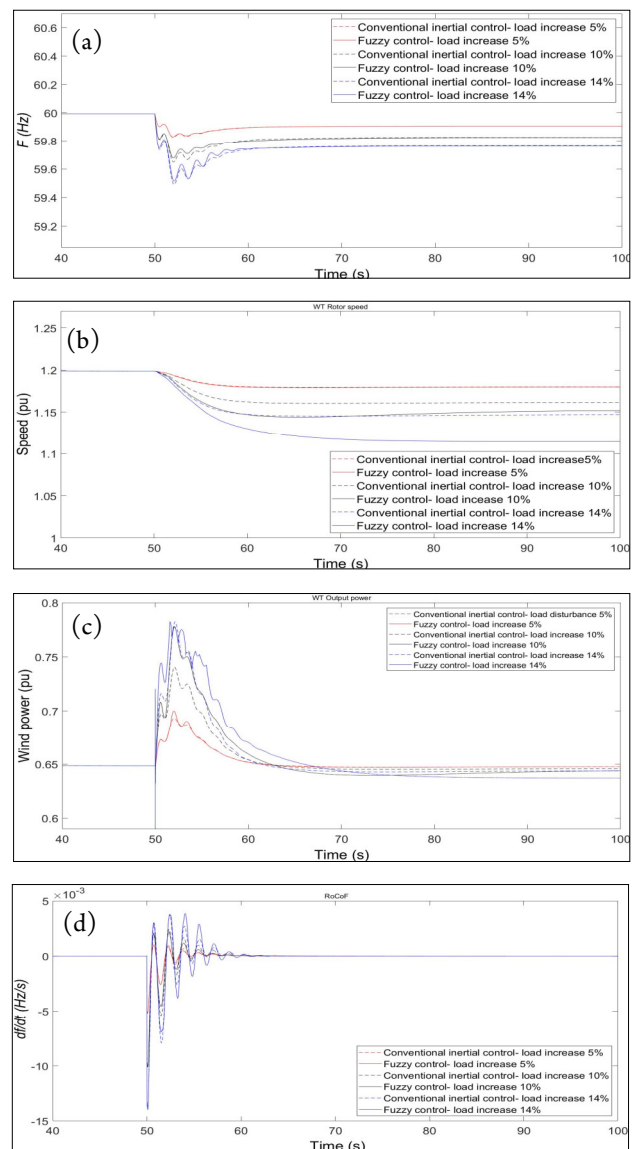 (a)
60.6
60.4
60.2
60
59.8
59.6
59.4
59.2
F (Hz)
Conventional inertial control- load increase 5%
Fuzzy control- load increase 5%
Conventional inertial control- load increase 10%
Fuzzy control- load increase 10%
Conventional inertial control- load increase 14%
Fuzzy control- load increase 14%
40 50 60 70 80 90 100
Time (s)
WT Rotor speed
(b)
1.25
1.2
1.15
1.1
1.05
1
Speed (pu)
Conventional inertial control- load increase5%
Fuzzy control- load increase 5%
Conventional inertial control- load increase 10%
Fuzzy control- load incease 10%
Conventional inertial control- load increase 14%
Fuzzy control- load increase 14%
40 50 60 70 80 90 100
Time (s)
WT Output power
(c)
0.8
0.75
0.7
0.65
0.6
Wind power (pu)
Conventional inertial control- load disturbance 5%
Fuzzy control- load increase 5%
Conventional inertial control- load increase 10%
Fuzzy control- load increase 10%
Conventional inertial control- load increase 14%
Fuzzy control- load increase 14%
40 50 60 70 80 90 100
Time (s)
×10⁻³
RoCoF
(d)
5
0
-5
-10
-15
df/dt (Hz/s)
Conventional inertial control- load increase 5%
Fuzzy control- load increase 5%
Conventional inertial control- load increase 10%
Fuzzy control- load increase 10%
Conventional inertial control- load increase 14%
Fuzzy control- load increase 14%
40 50 60 70 80 90 100
Time (s)